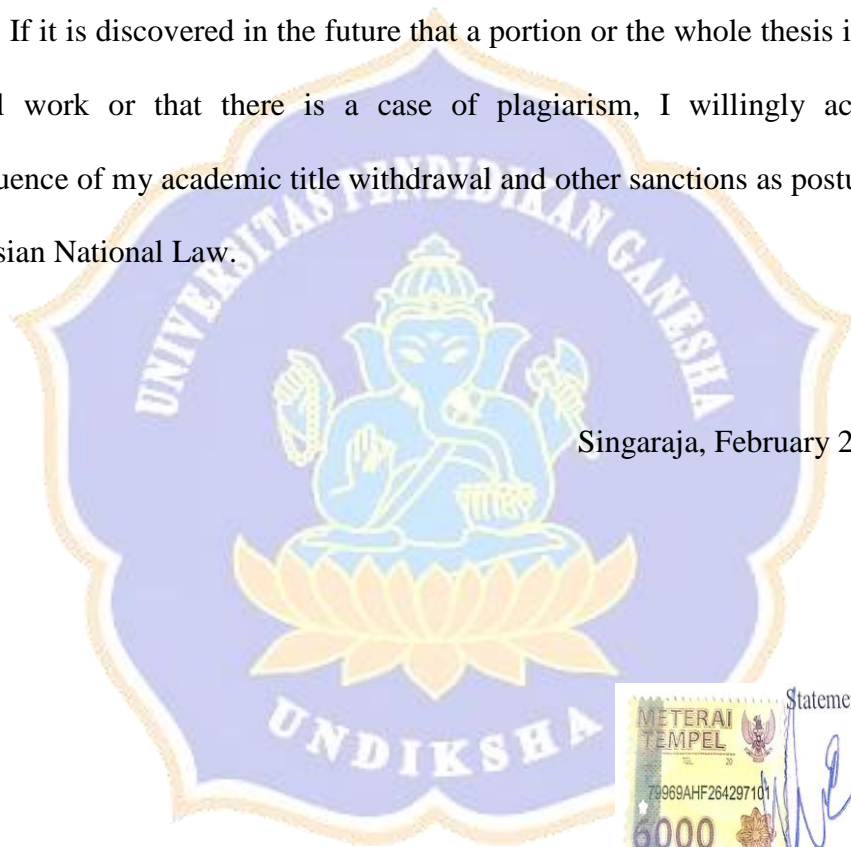 If it is discovered in the future that a portion or the whole thesis i
l work or that there is a case of plagiarism, I willingly ac
uence of my academic title withdrawal and other sanctions as postu
sian National Law.
UNIVERSITAS PENDIDIKAN GANESHA
Singaraja, February 2
UNDIKSHA
Stateme
METERAI
TEMPEL
TGL 20
79969AHF264297101
6000